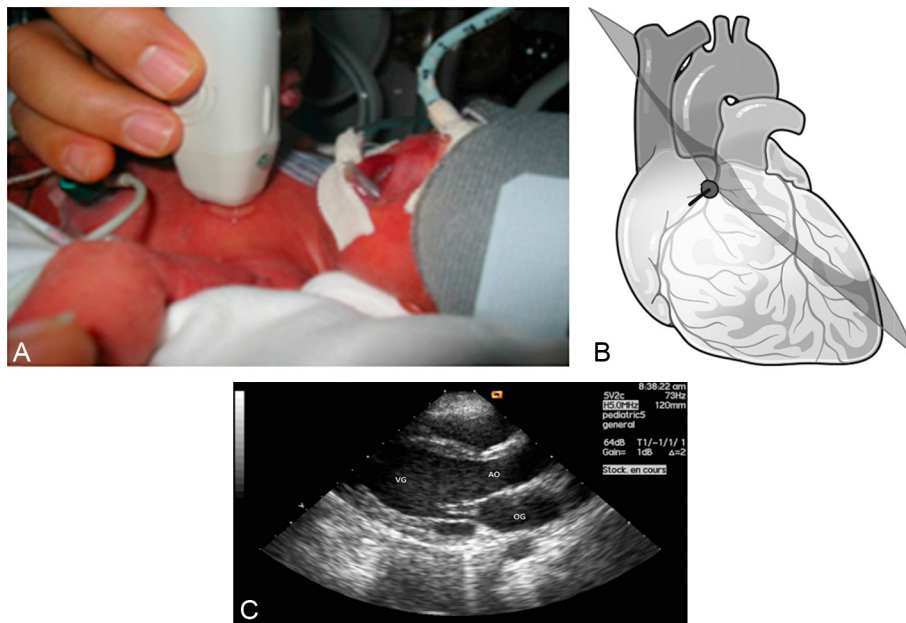 A
B
8:38:22 am
5V2c 73Hz
H5.0MHz 120mm
pediatric5
general
64dB T1/-1/1/ 1
Gain= 1dB Δ=2
Stock. en cours
VG
AO
OG
C